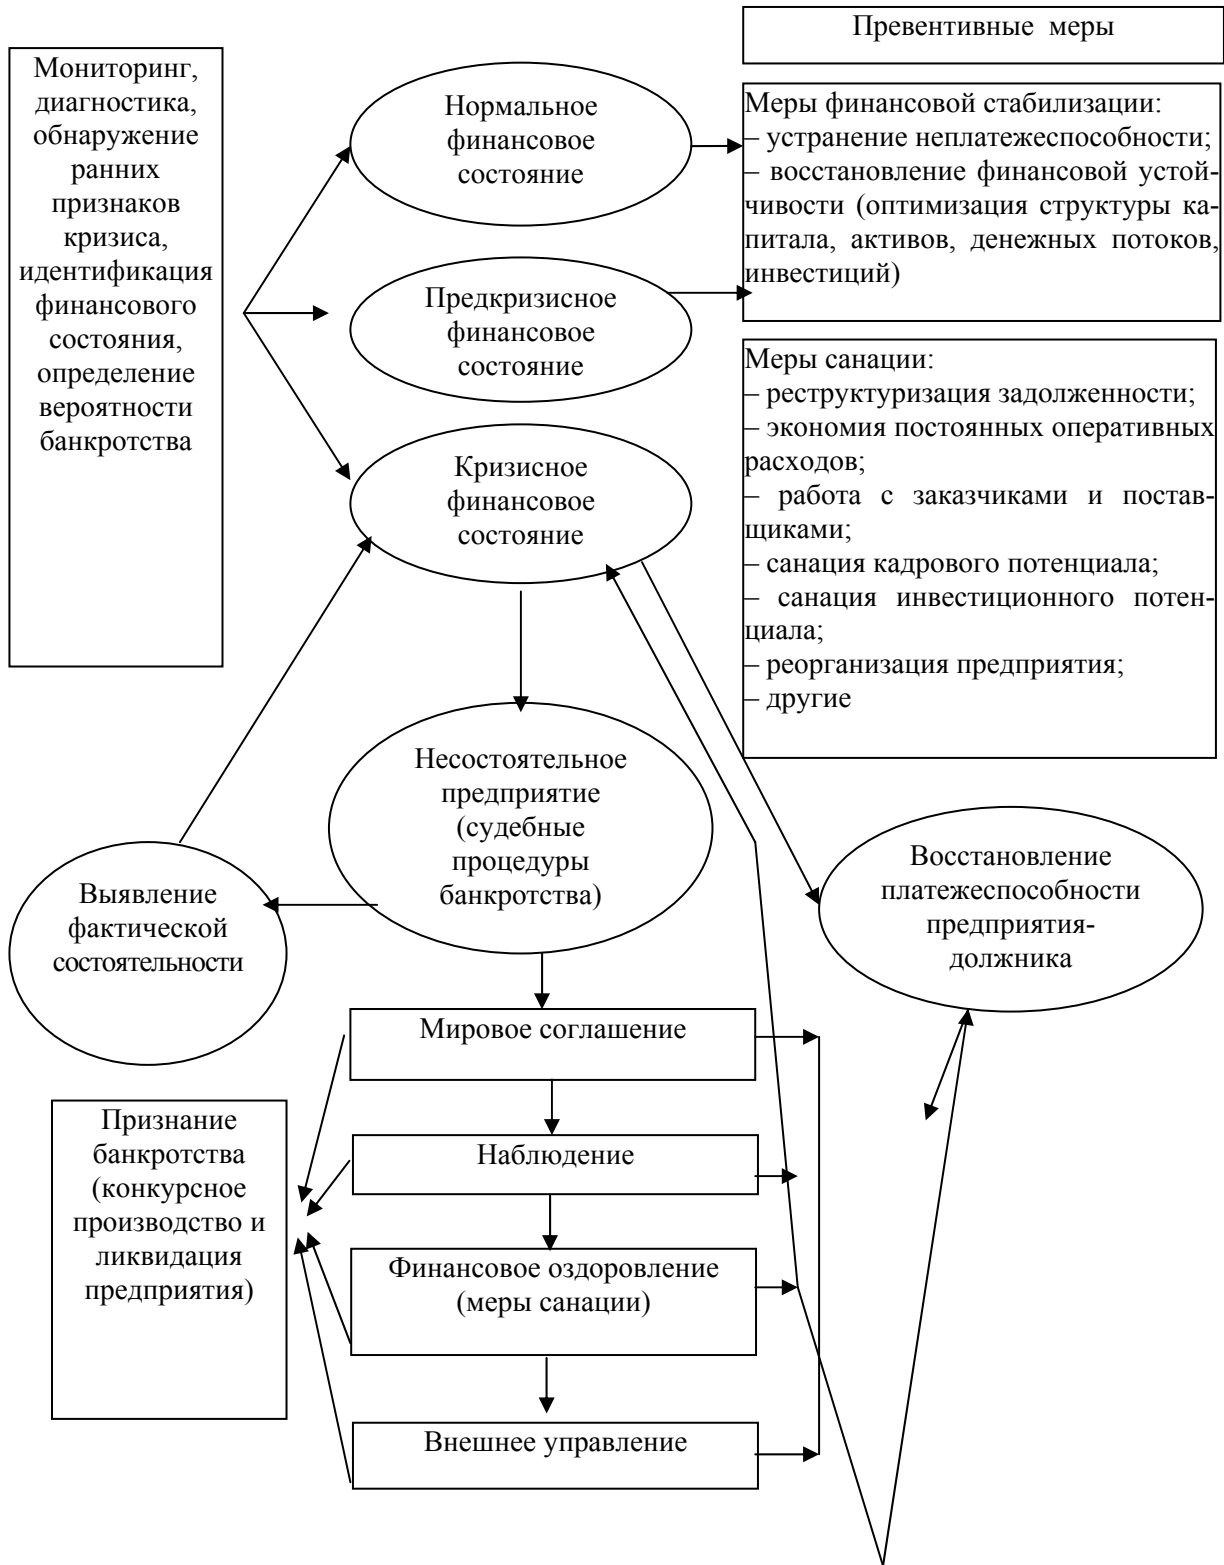 Превентивные меры
Мониторинг,
диагностика,
обнаружение
ранних
признаков
кризиса,
идентификация
финансового
состояния,
определение
вероятности
банкротства
Нормальное
финансовое
состояние
Меры финансовой стабилизации:
– устранение неплатежеспособности;
– восстановление финансовой устой-
чивости (оптимизация структуры ка-
питала, активов, денежных потоков,
инвестиций)
Предкризисное
финансовое
состояние
Меры санации:
– реструктуризация задолженности;
– экономия постоянных оперативных
расходов;
– работа с заказчиками и постав-
щиками;
– санация кадрового потенциала;
– санация инвестиционного потен-
циала;
– реорганизация предприятия;
– другие
Кризисное
финансовое
состояние
Несостоятельное
предприятие
(судебные
процедуры
банкротства)
Выявление
фактической
состоятельности
Восстановление
платежеспособности
предприятия-
должника
Мировое соглашение
Признание
банкротства
(конкурсное
производство и
ликвидация
предприятия)
Наблюдение
Финансовое оздоровление
(меры санации)
Внешнее управление